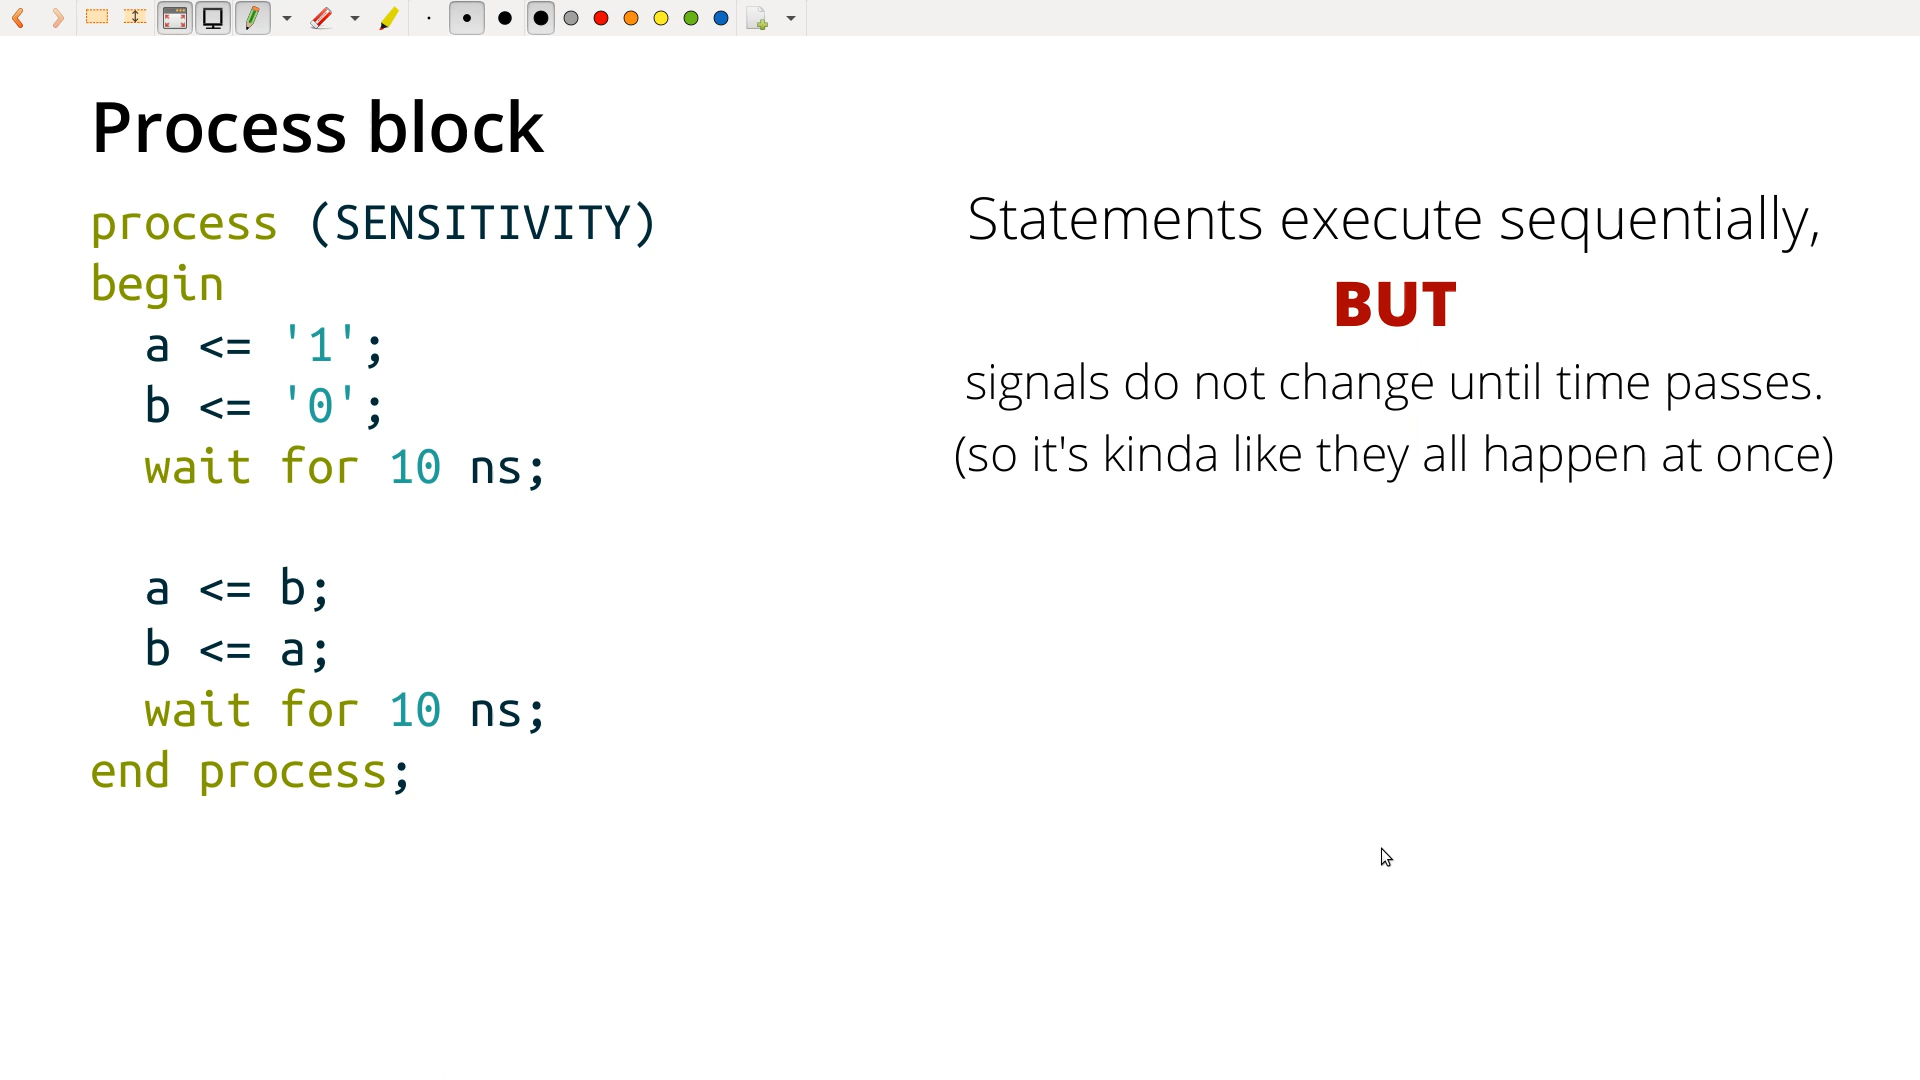 Process block
process (SENSITIVITY)
begin
  a <= '1';
  b <= '0';
  wait for 10 ns;

  a <= b;
  b <= a;
  wait for 10 ns;
end process;
Statements execute sequentially,
BUT
signals do not change until time passes.
(so it's kinda like they all happen at once)